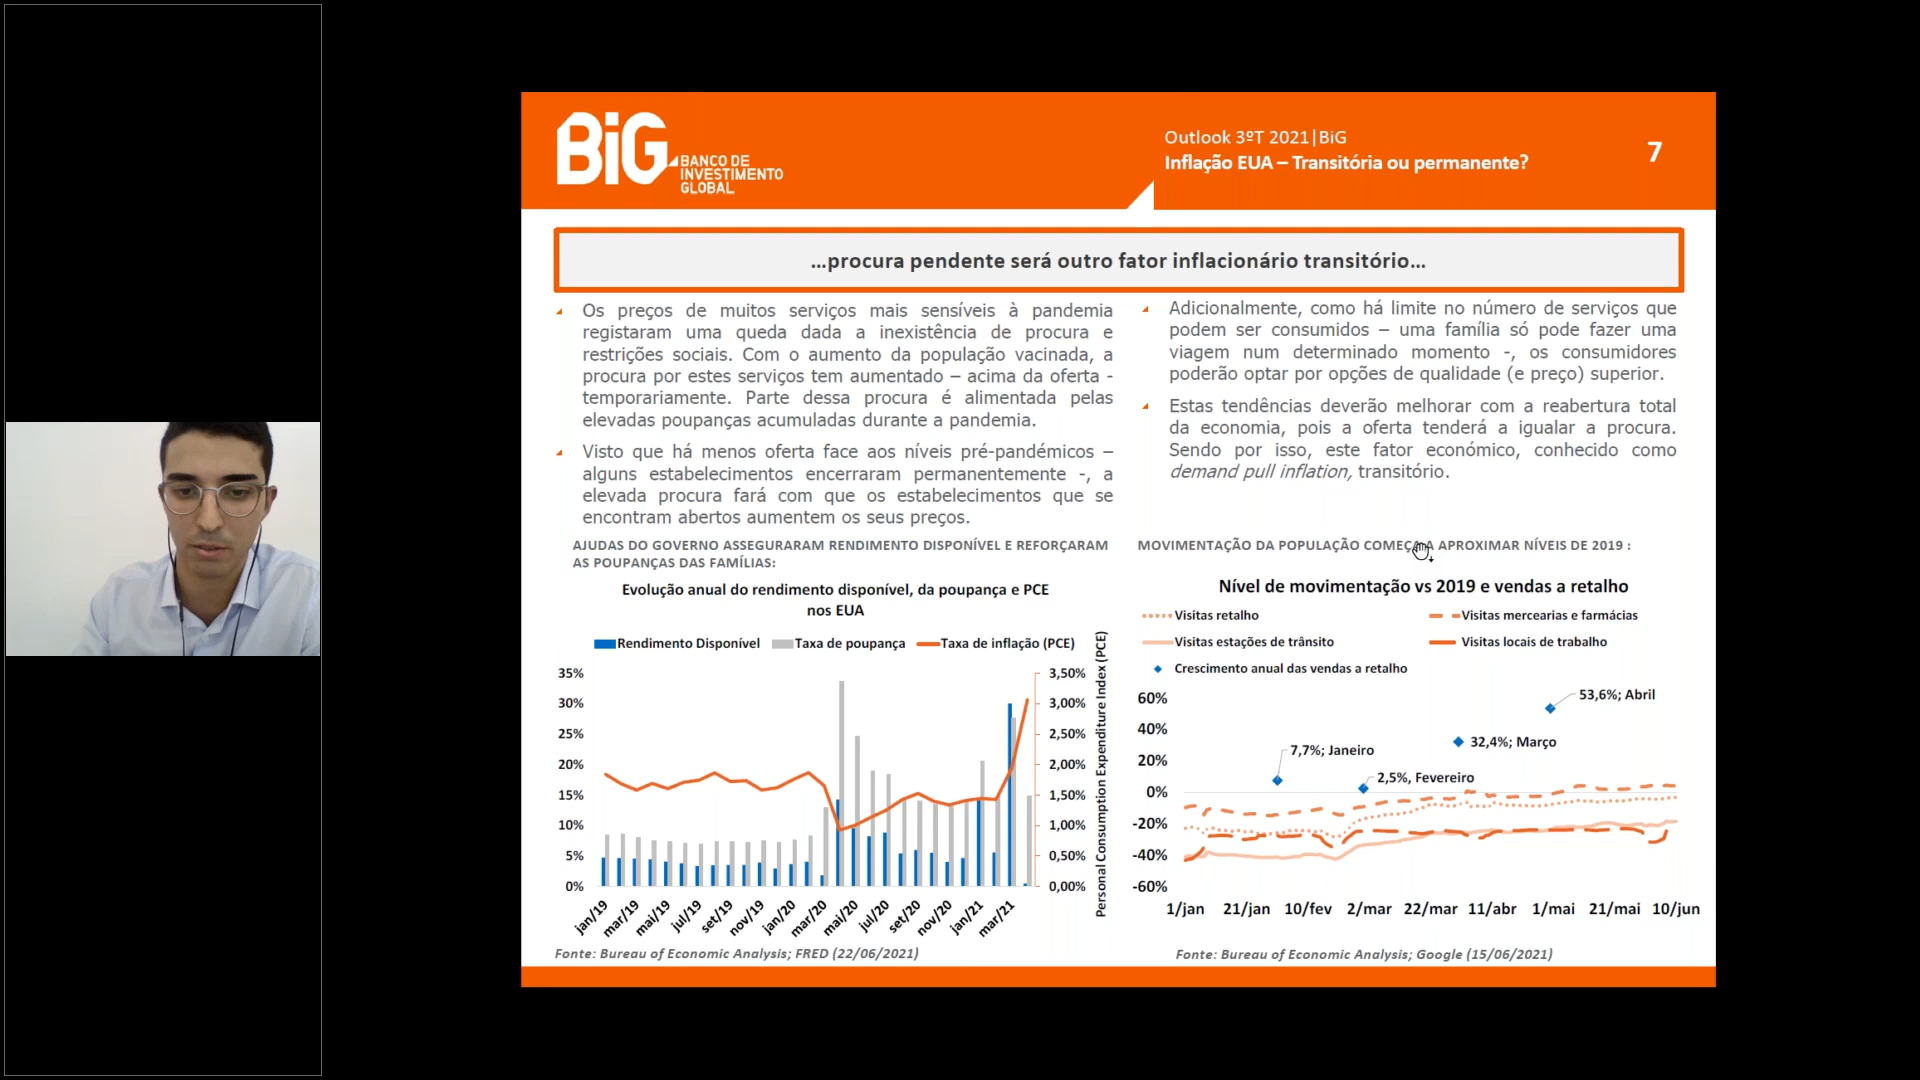 BiG
BANCO DE
INVESTIMENTO
GLOBAL
Outlook 3ºT 2021|BiG
Inflação EUA – Transitória ou permanente?
7
...procura pendente será outro fator inflacionário transitório...
Os preços de muitos serviços mais sensíveis à pandemia
registaram uma queda dada a inexistência de procura e
restrições sociais. Com o aumento da população vacinada, a
procura por estes serviços tem aumentado – acima da oferta -
temporariamente. Parte dessa procura é alimentada pelas
elevadas poupanças acumuladas durante a pandemia.
Visto que há menos oferta face aos níveis pré-pandémicos –
alguns estabelecimentos encerraram permanentemente -, a
elevada procura fará com que os estabelecimentos que se
encontram abertos aumentem os seus preços.
Adicionalmente, como há limite no número de serviços que
podem ser consumidos – uma família só pode fazer uma
viagem num determinado momento -, os consumidores
poderão optar por opções de qualidade (e preço) superior.
Estas tendências deverão melhorar com a reabertura total
da economia, pois a oferta tenderá a igualar a procura.
Sendo por isso, este fator económico, conhecido como
demand pull inflation, transitório.
AJUDAS DO GOVERNO ASSEGURARAM RENDIMENTO DISPONÍVEL E REFORÇARAM
AS POUPANÇAS DAS FAMÍLIAS:
Evolução anual do rendimento disponível, da poupança e PCE
nos EUA
Rendimento Disponível Taxa de poupança Taxa de inflação (PCE)
35%
30%
25%
20%
15%
10%
5%
0%
3,50%
3,00%
2,50%
2,00%
1,50%
1,00%
0,50%
0,00%
Personal Consumption Expenditure Index (PCE)
jan/19 mar/19 mai/19 jul/19 set/19 nov/19 jan/20 mar/20 mai/20 jul/20 set/20 nov/20 jan/21 mar/21
Fonte: Bureau of Economic Analysis; FRED (22/06/2021)
MOVIMENTAÇÃO DA POPULAÇÃO COMEÇA A APROXIMAR NÍVEIS DE 2019 :
Nível de movimentação vs 2019 e vendas a retalho
Visitas retalho Visitas mercearias e farmácias
Visitas estações de trânsito Visitas locais de trabalho
Crescimento anual das vendas a retalho
60%
40%
20%
0%
-20%
-40%
-60%
53,6%; Abril
32,4%; Março
7,7%; Janeiro
2,5%, Fevereiro
1/jan 21/jan 10/fev 2/mar 22/mar 11/abr 1/mai 21/mai 10/jun
Fonte: Bureau of Economic Analysis; Google (15/06/2021)